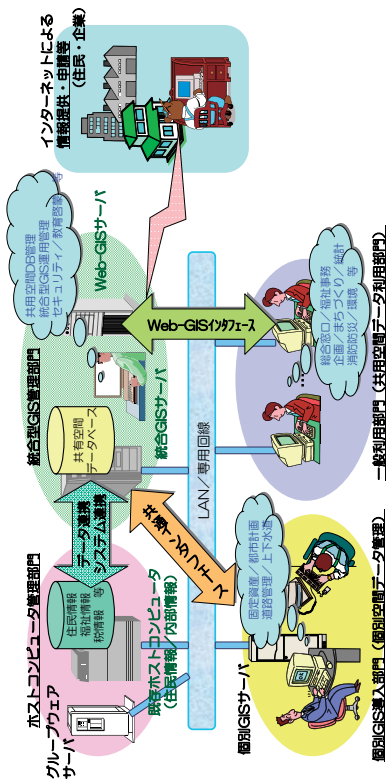 ホストコンピュータ管理部門
グループウェア
サーバ
住民情報
福祉情報
税情報 等
既存ホストコンピュータ
(住民情報/内部情報)
データ連携
システム連携
統合型GIS管理部門
共有空間
データベース
統合GISサーバ
Web-GISサーバ
共用空間DB管理
統合型GIS運用管理
セキュリティ/教育啓蒙 等
インターネットによる
情報提供・申請等
(住民・企業)
LAN/専用回線
共通インタフェース
Web-GISインタフェース
個別GISサーバ
固定資産/都市計画
道路管理/上下水道
個別GIS導入部門(個別空間データ管理)
総合窓口/福祉事務
企画/まちづくり/統計
消防防災/環境 等
…
一般利用部門(共用空間データ利用部門)